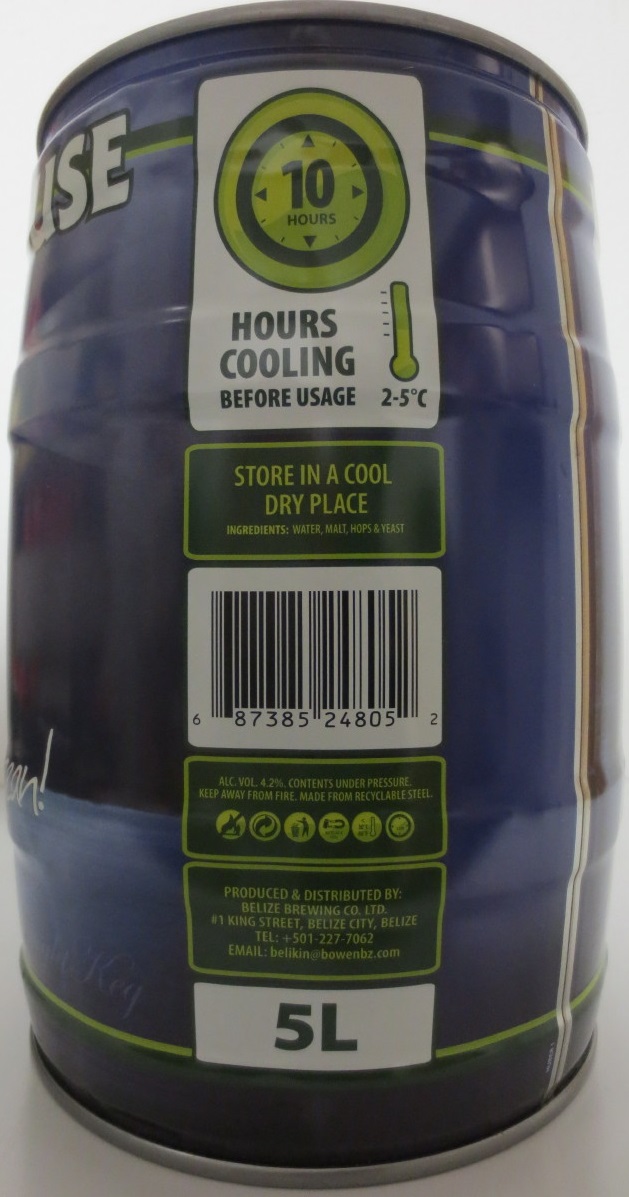 10
HOURS
HOURS
COOLING
BEFORE USAGE
2-5°C
STORE IN A COOL
DRY PLACE
INGREDIENTS: WATER, MALT, HOPS & YEAST
6 87385 24805 2
ALC. VOL. 4.2%. CONTENTS UNDER PRESSURE.
KEEP AWAY FROM FIRE. MADE FROM RECYCLABLE STEEL.
PRODUCED & DISTRIBUTED BY:
BELIZE BREWING CO. LTD.
#1 KING STREET, BELIZE CITY, BELIZE
TEL: +501-227-7062
EMAIL: belikin@bowenbz.com
Keg
5L